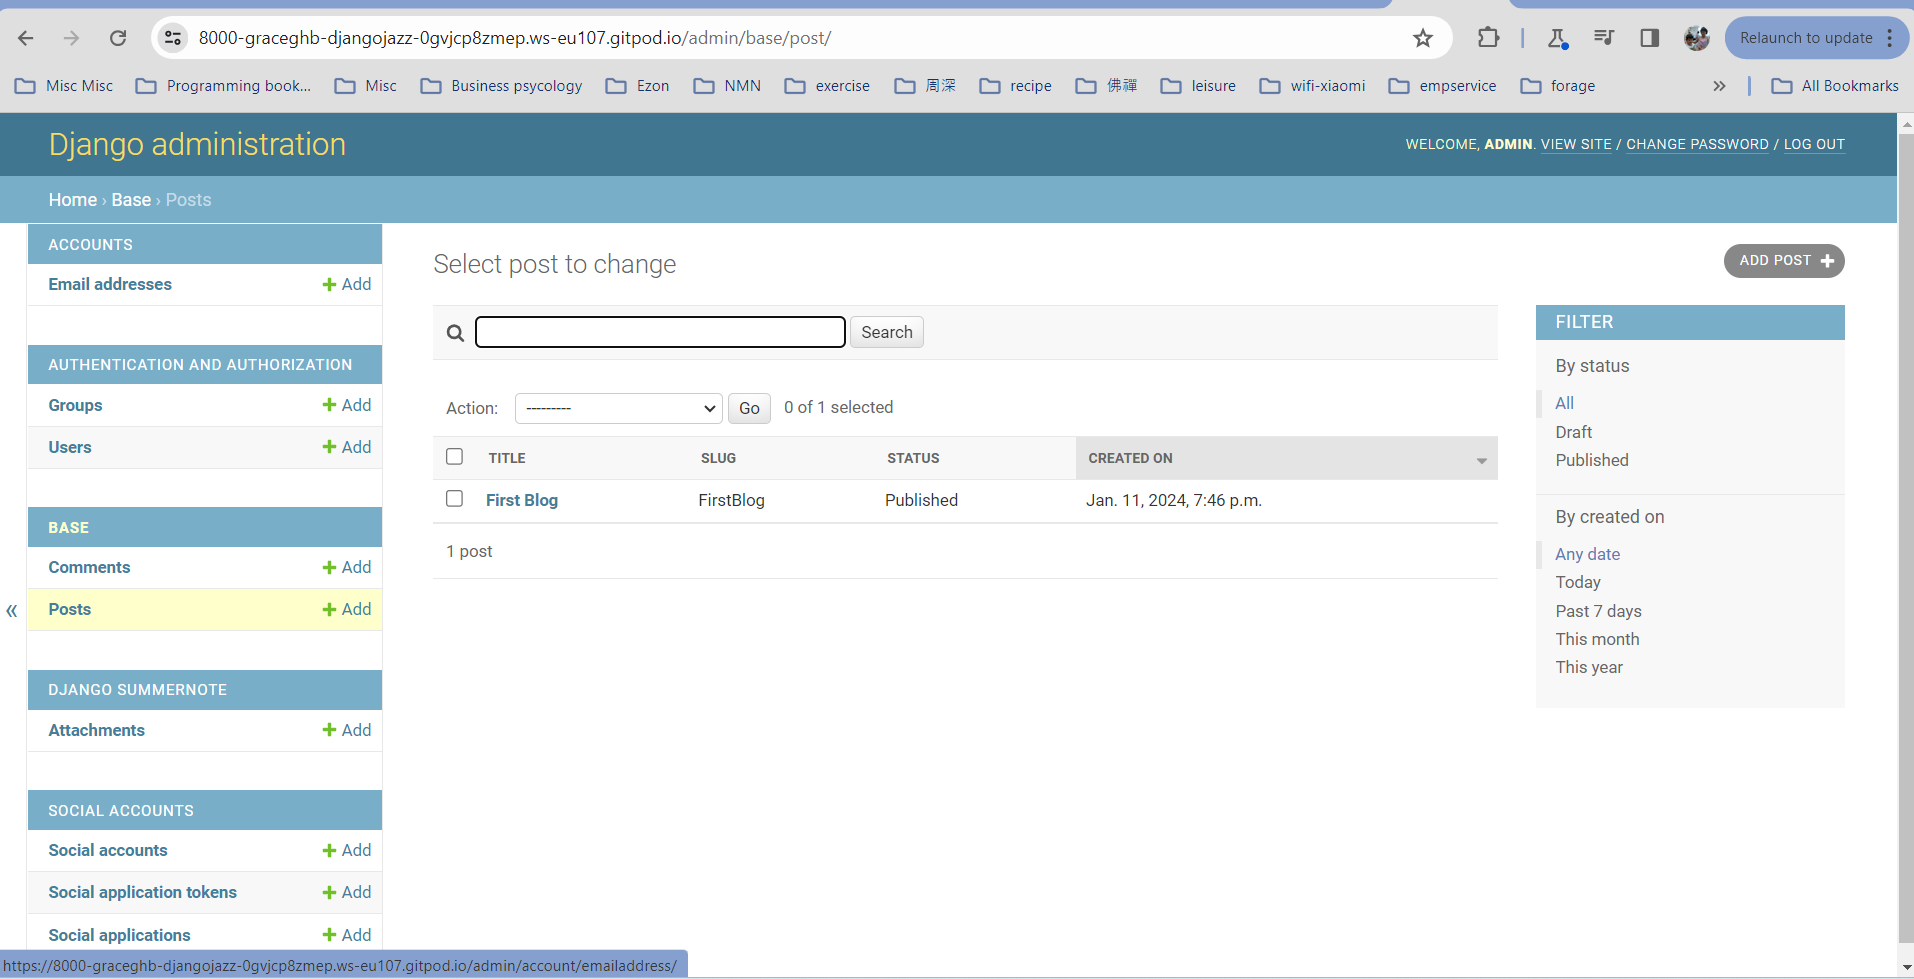 8000-graceghb-djangojazz-0gvjcp8zmep.ws-eu107.gitpod.io/admin/base/post/
Relaunch to update
Misc Misc Programming book... Misc Business psycology Ezon NMN exercise 周深 recipe 佛禪 leisure wifi-xiaomi empservice forage » All Bookmarks
Django administration
WELCOME, ADMIN. VIEW SITE / CHANGE PASSWORD / LOG OUT
Home › Base › Posts
ACCOUNTS
Email addresses + Add
AUTHENTICATION AND AUTHORIZATION
Groups + Add
Users + Add
BASE
Comments + Add
Posts + Add
«
DJANGO SUMMERNOTE
Attachments + Add
SOCIAL ACCOUNTS
Social accounts + Add
Social application tokens + Add
Social applications + Add
Select post to change
ADD POST +
Search
Action: --------- Go 0 of 1 selected
TITLE SLUG STATUS CREATED ON
First Blog FirstBlog Published Jan. 11, 2024, 7:46 p.m.
1 post
FILTER
By status
All
Draft
Published
By created on
Any date
Today
Past 7 days
This month
This year
https://8000-graceghb-djangojazz-0gvjcp8zmep.ws-eu107.gitpod.io/admin/account/emailaddress/